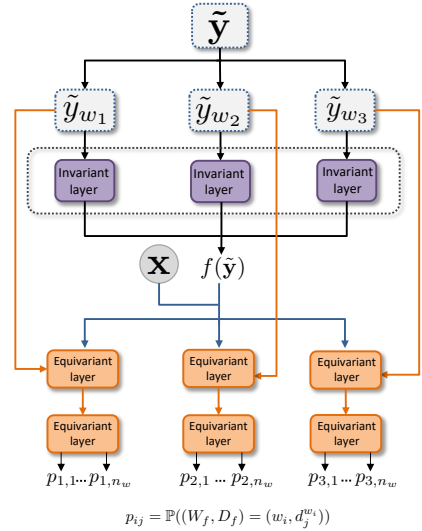 ỹ
ỹ_{w_1} ỹ_{w_2} ỹ_{w_3}
Invariant layer Invariant layer Invariant layer
x f(ỹ)
Equivariant layer Equivariant layer Equivariant layer
Equivariant layer Equivariant layer Equivariant layer
p_{1,1} ... p_{1,n_w} p_{2,1} ... p_{2,n_w} p_{3,1} ... p_{3,n_w}
p_{ij} = ℙ((W_f, D_f) = (w_i, d_j^{w_i}))